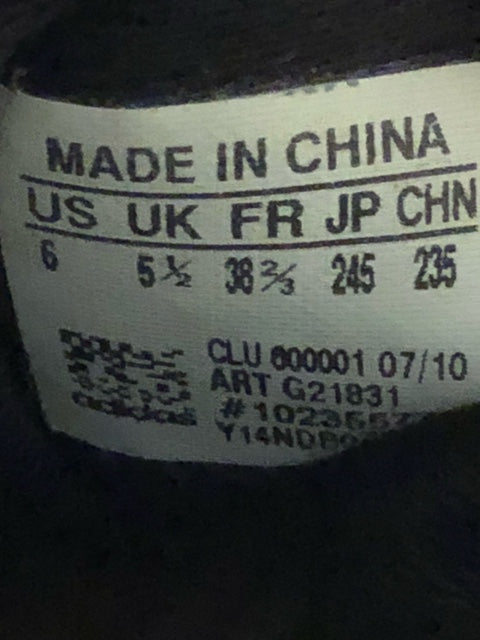 MADE IN CHINA
US UK FR JP CHN
6 5½ 38⅔ 245 235
CLU 600001 07/10
ART G21831
adidas